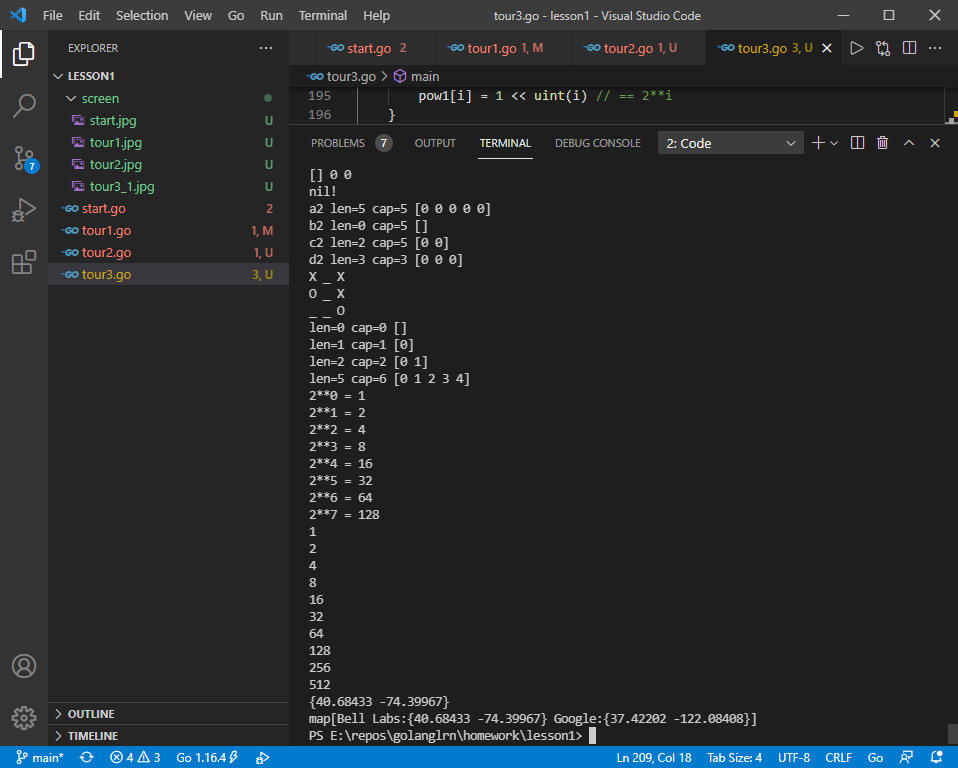 File Edit Selection View Go Run Terminal Help tour3.go - lesson1 - Visual Studio Code
EXPLORER
LESSON1
screen
start.jpg U
tour1.jpg U
tour2.jpg U
tour3_1.jpg U
start.go 2
tour1.go 1, M
tour2.go 1, U
tour3.go 3, U
7
OUTLINE
TIMELINE
start.go 2 tour1.go 1, M tour2.go 1, U tour3.go 3, U
tour3.go > main
195 pow1[i] = 1 << uint(i) // == 2**i
196 }
PROBLEMS 7 OUTPUT TERMINAL DEBUG CONSOLE 2: Code
[] 0 0
nil!
a2 len=5 cap=5 [0 0 0 0 0]
b2 len=0 cap=5 []
c2 len=2 cap=5 [0 0]
d2 len=3 cap=3 [0 0 0]
X _ X
O _ X
_ _ O
len=0 cap=0 []
len=1 cap=1 [0]
len=2 cap=2 [0 1]
len=5 cap=6 [0 1 2 3 4]
2**0 = 1
2**1 = 2
2**2 = 4
2**3 = 8
2**4 = 16
2**5 = 32
2**6 = 64
2**7 = 128
1
2
4
8
16
32
64
128
256
512
{40.68433 -74.39967}
map[Bell Labs:{40.68433 -74.39967} Google:{37.42202 -122.08408}]
PS E:\repos\golanglrn\homework\lesson1>
main* 4 3 Go 1.16.4 Ln 209, Col 18 Tab Size: 4 UTF-8 CRLF Go